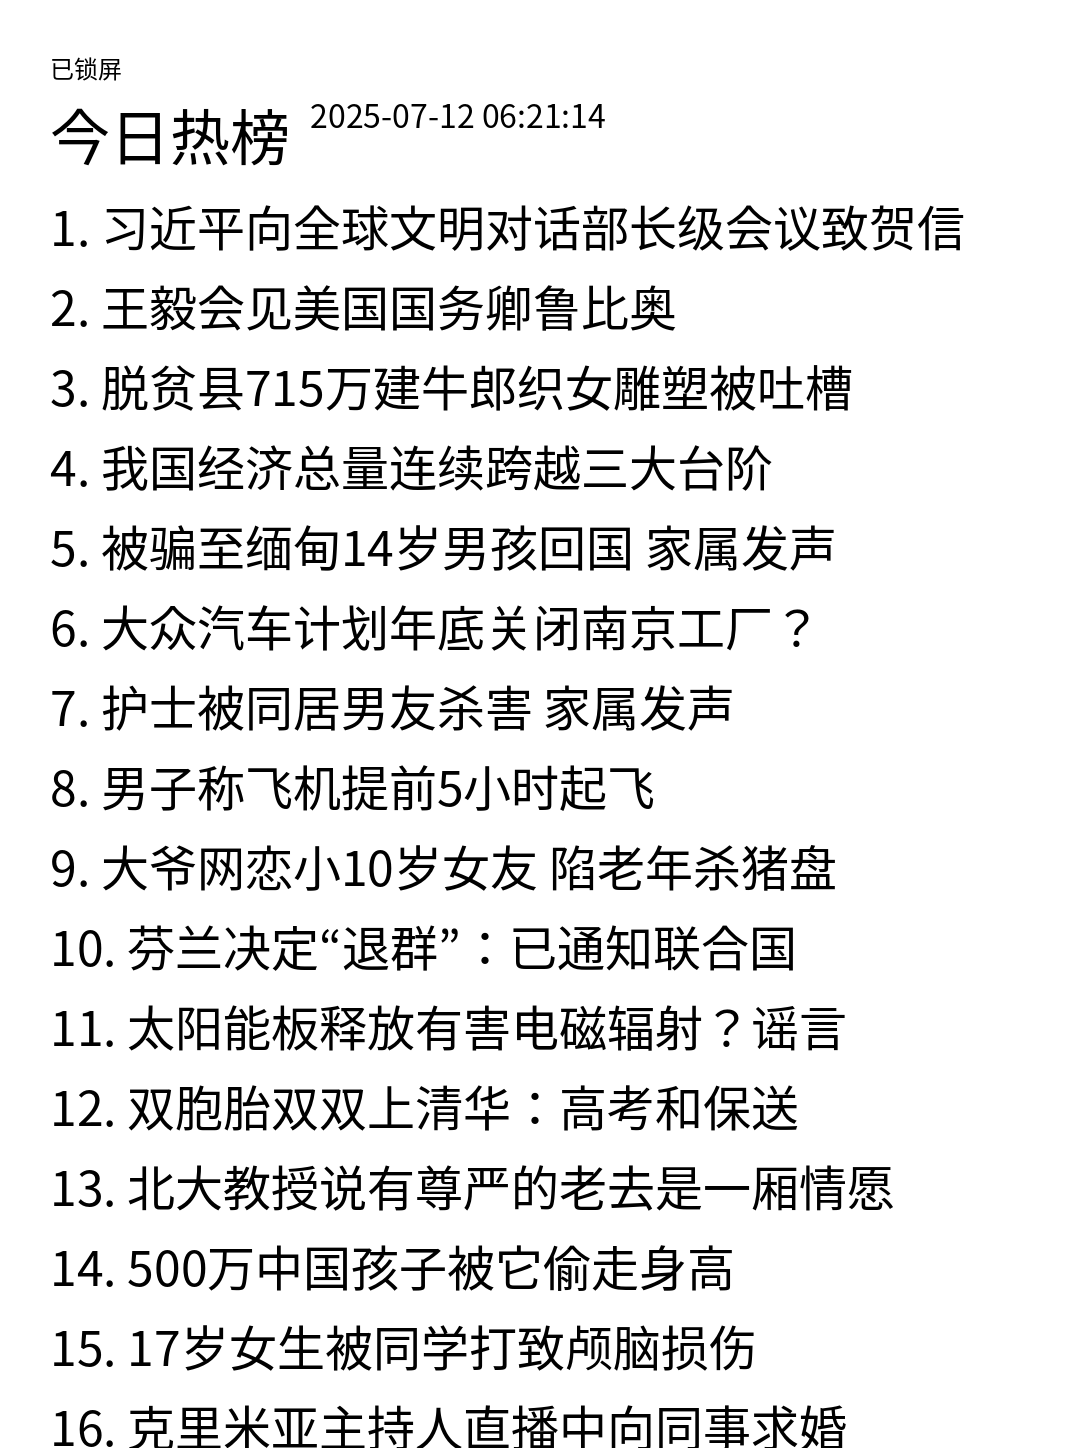 已锁屏
今日热榜 2025-07-12 06:21:14
1. 习近平向全球文明对话部长级会议致贺信
2. 王毅会见美国国务卿鲁比奥
3. 脱贫县715万建牛郎织女雕塑被吐槽
4. 我国经济总量连续跨越三大台阶
5. 被骗至缅甸14岁男孩回国 家属发声
6. 大众汽车计划年底关闭南京工厂？
7. 护士被同居男友杀害 家属发声
8. 男子称飞机提前5小时起飞
9. 大爷网恋小10岁女友 陷老年杀猪盘
10. 芬兰决定“退群”：已通知联合国
11. 太阳能板释放有害电磁辐射？谣言
12. 双胞胎双双上清华：高考和保送
13. 北大教授说有尊严的老去是一厢情愿
14. 500万中国孩子被它偷走身高
15. 17岁女生被同学打致颅脑损伤
16. 克里米亚主持人直播中向同事求婚